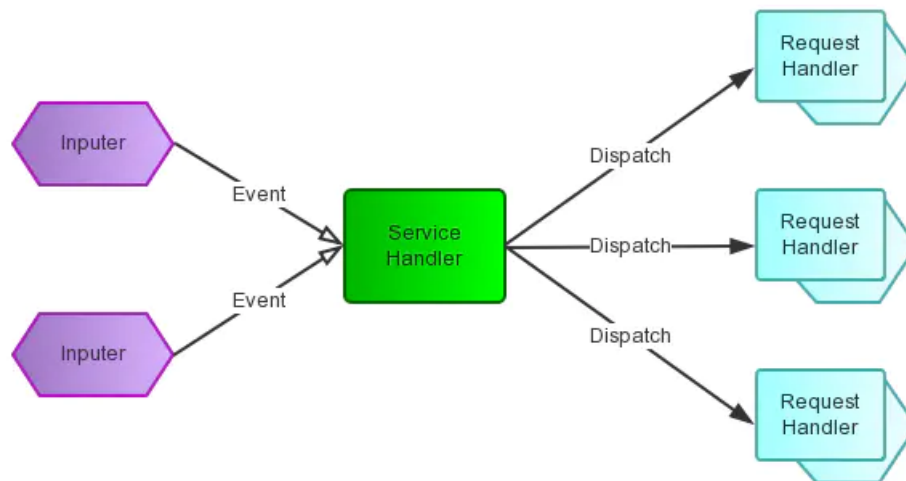 Request
Handler
Inputer
Dispatch
Event
Service
Handler
Dispatch
Request
Handler
Event
Dispatch
Inputer
Request
Handler